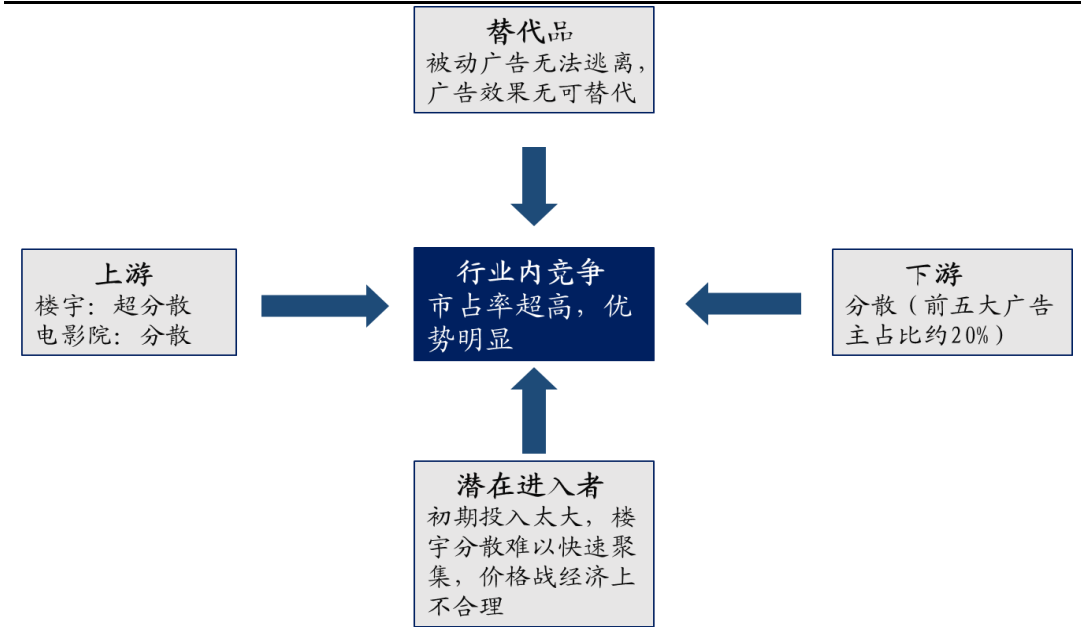 替代品
被动广告无法逃离，
广告效果无可替代
上游
楼宇：超分散
电影院：分散
行业内竞争
市占率超高，优
势明显
下游
分散（前五大广告
主占比约20%）
潜在进入者
初期投入太大，楼
宇分散难以快速聚
集，价格战经济上
不合理